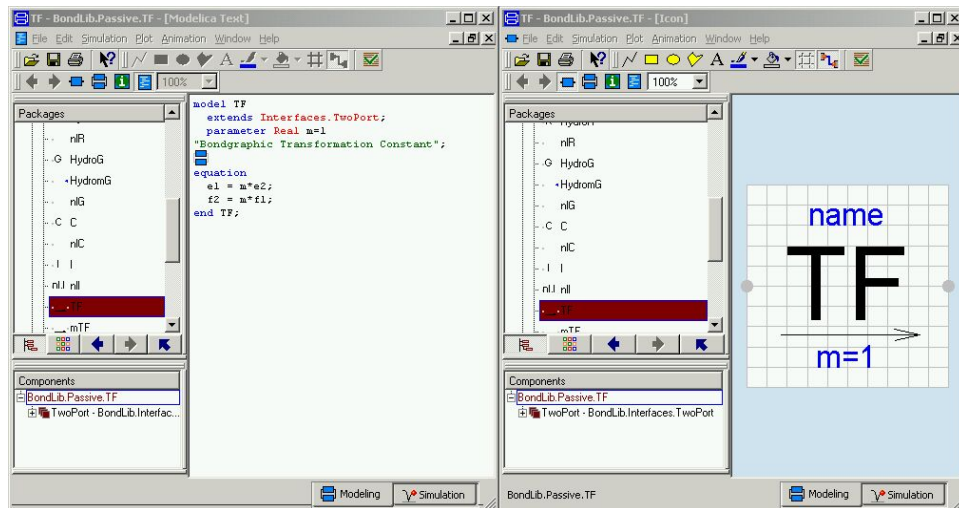 TF - BondLib.Passive.TF - [Modelica Text]
File Edit Simulation Plot Animation Window Help
100%
Packages
nlR
G HydroG
HydromG
nlG
C C
nlC
I I
nl.I nlI
TF
mTF
Components
BondLib.Passive.TF
TwoPort - BondLib.Interfac...
model TF
extends Interfaces.TwoPort;
parameter Real m=1
"Bondgraphic Transformation Constant";
equation
e1 = m*e2;
f2 = m*f1;
end TF;
Modeling Simulation
TF - BondLib.Passive.TF - [Icon]
File Edit Simulation Plot Animation Window Help
100%
Packages
HydroR
nlR
G HydroG
HydromG
nlG
C C
nlC
I I
nl.I nlI
TF
mTF
Components
BondLib.Passive.TF
TwoPort - BondLib.Interfaces.TwoPort
name
TF
m=1
BondLib.Passive.TF
Modeling Simulation